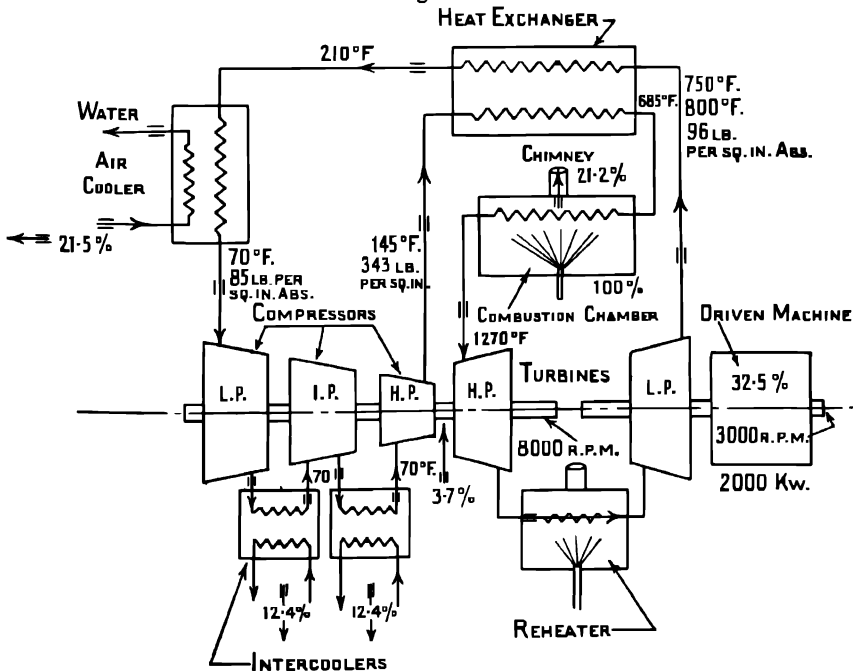 HEAT EXCHANGER
210°F
750°F.
800°F.
96 LB.
PER SQ. IN. ABS.
685°F.
WATER
AIR
COOLER
CHIMNEY
21·2%
21·5%
70°F.
85 LB. PER
SQ. IN. ABS.
145°F.
343 LB.
PER SQ. IN.
100%
COMBUSTION CHAMBER
COMPRESSORS
1270°F
DRIVEN MACHINE
L.P.
I.P.
H.P.
H.P.
TURBINES
L.P.
32·5%
8000 R.P.M.
3000 R.P.M.
70
70°F.
3·7%
2000 KW.
12·4%
12·4%
REHEATER
INTERCOOLERS